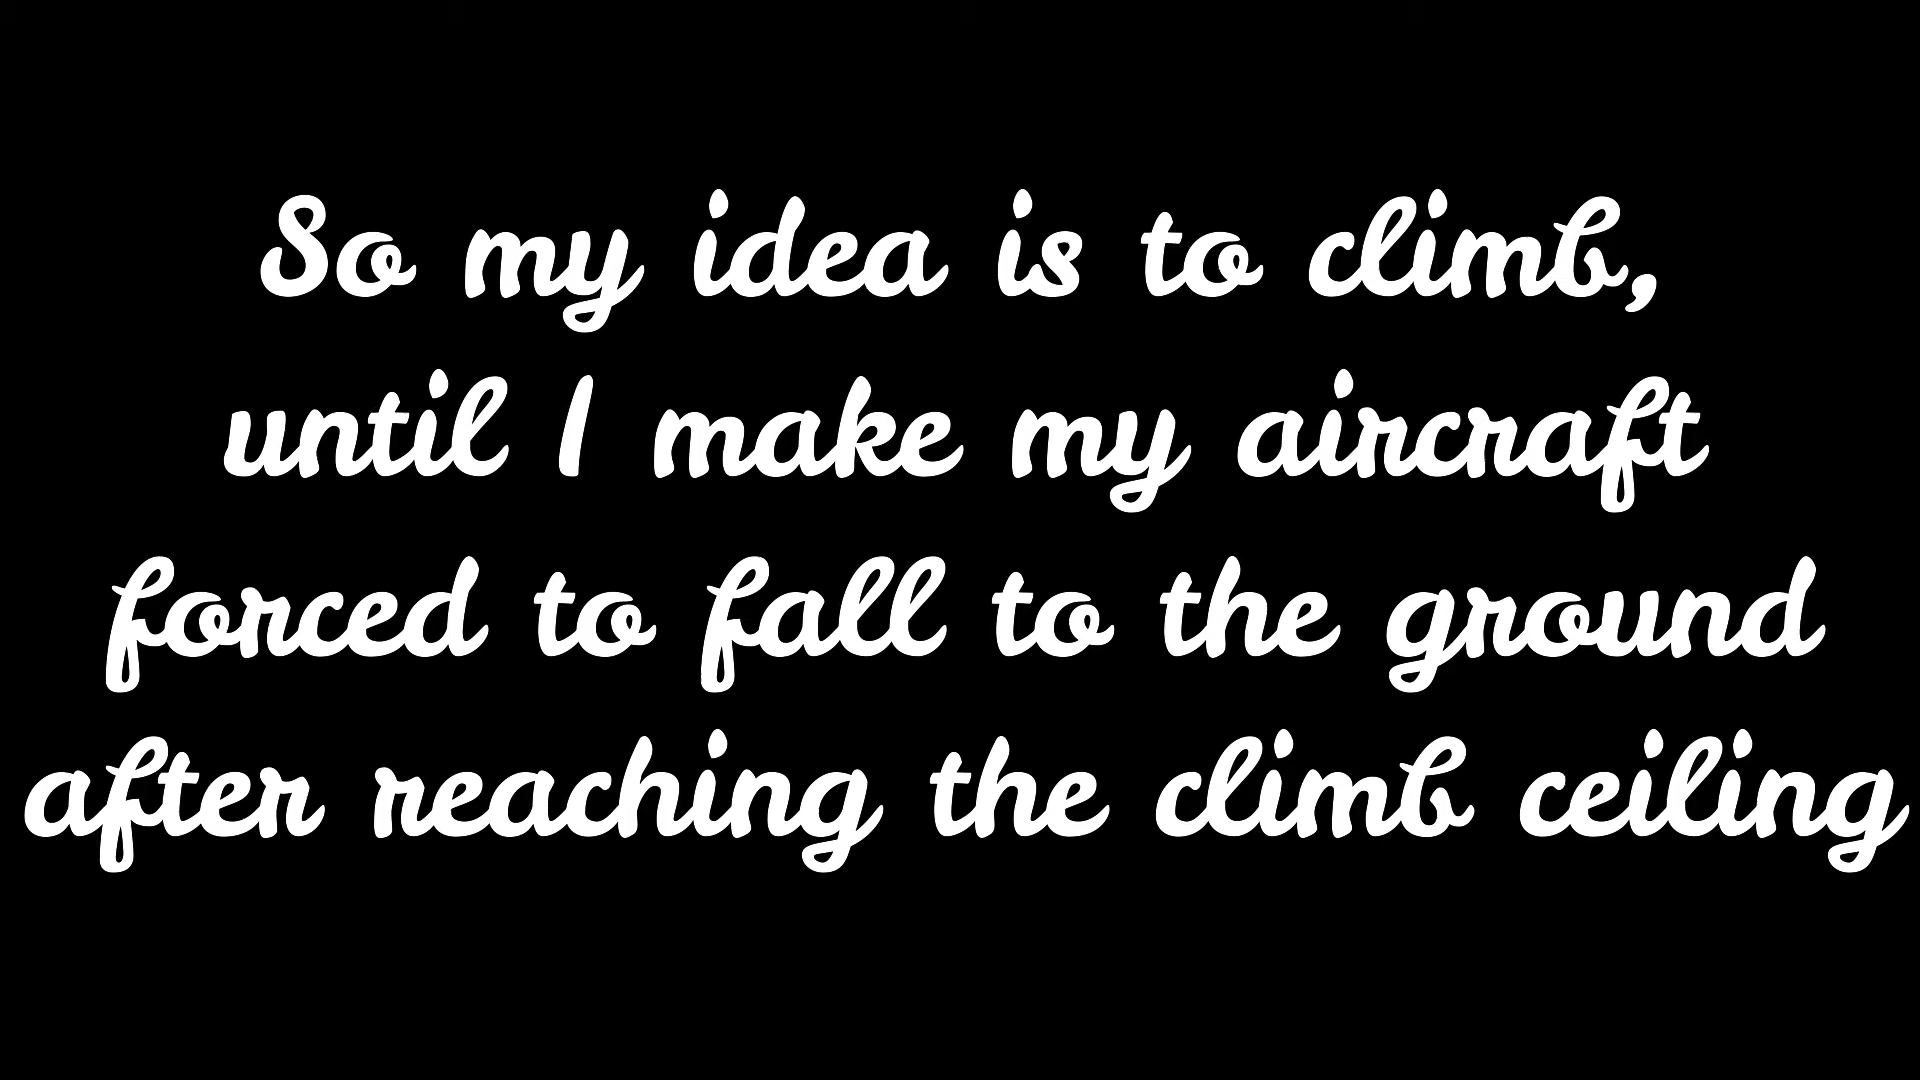 So my idea is to climb,
until I make my aircraft
forced to fall to the ground
after reaching the climb ceiling